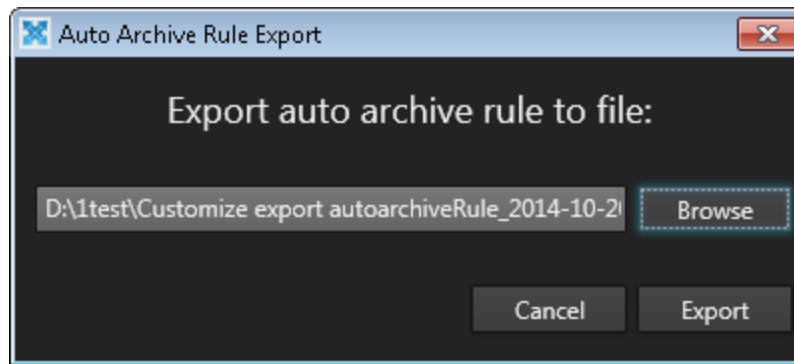 Auto Archive Rule Export
Export auto archive rule to file:
D:\1test\Customize export autoarchiveRule_2014-10-2
Browse
Cancel
Export